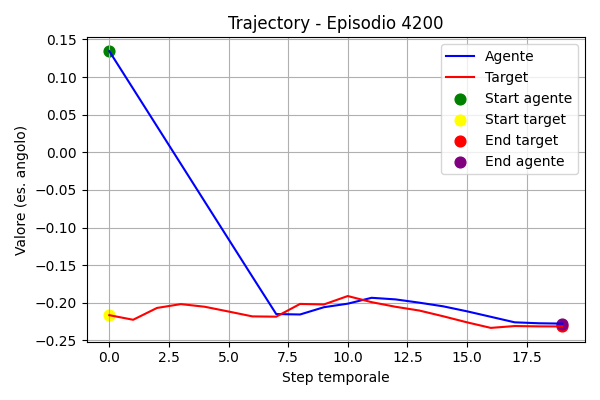 Trajectory - Episodio 4200
Valore (es. angolo)
0.15
0.10
0.05
0.00
−0.05
−0.10
−0.15
−0.20
−0.25
Agente
Target
Start agente
Start target
End target
End agente
0.0 2.5 5.0 7.5 10.0 12.5 15.0 17.5
Step temporale